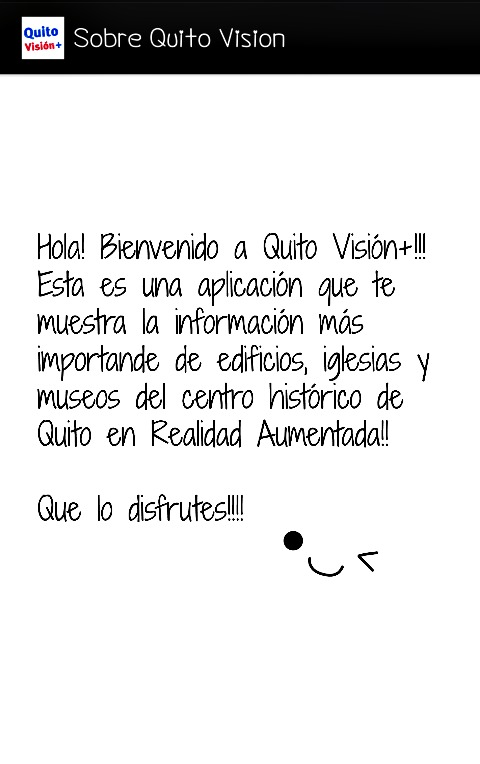 Quito
Visión+
Sobre Quito Vision
Hola! Bienvenido a Quito Visión+!!!
Esta es una aplicación que te
muestra la información más
importande de edificios, iglesias y
museos del centro histórico de
Quito en Realidad Aumentada!!
Que lo disfrutes!!!!